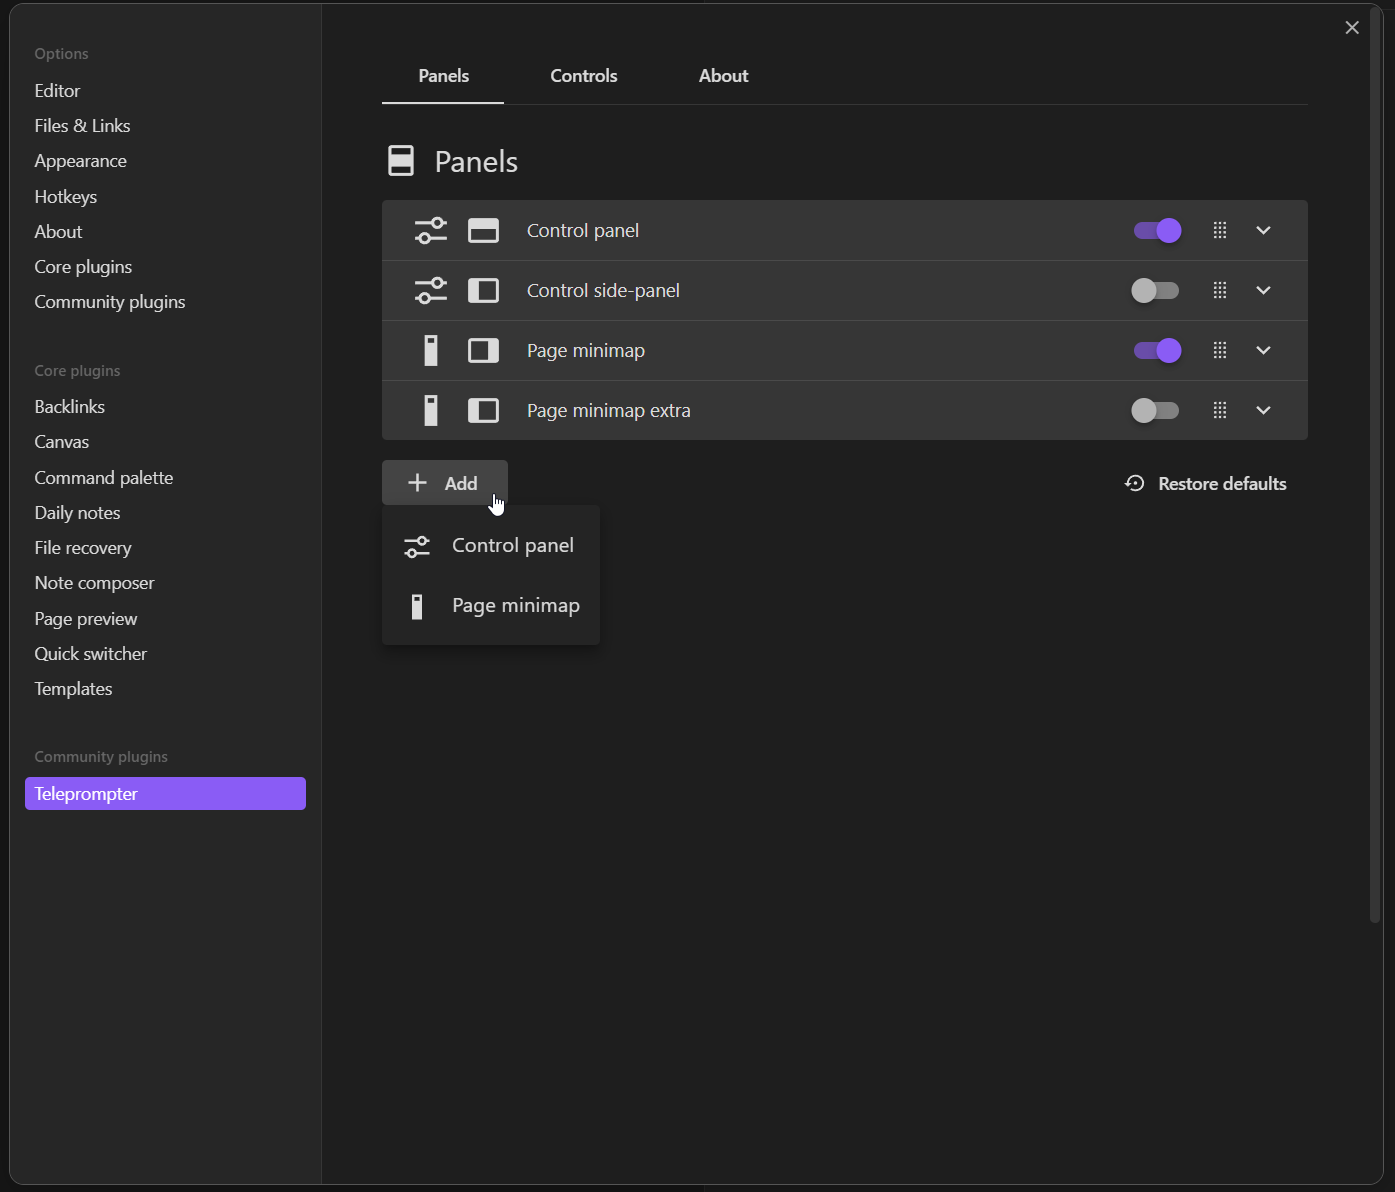 Options
Editor
Files & Links
Appearance
Hotkeys
About
Core plugins
Community plugins
Core plugins
Backlinks
Canvas
Command palette
Daily notes
File recovery
Note composer
Page preview
Quick switcher
Templates
Community plugins
Teleprompter
Panels Controls About
Panels
Control panel
Control side-panel
Page minimap
Page minimap extra
Add Restore defaults
Control panel
Page minimap